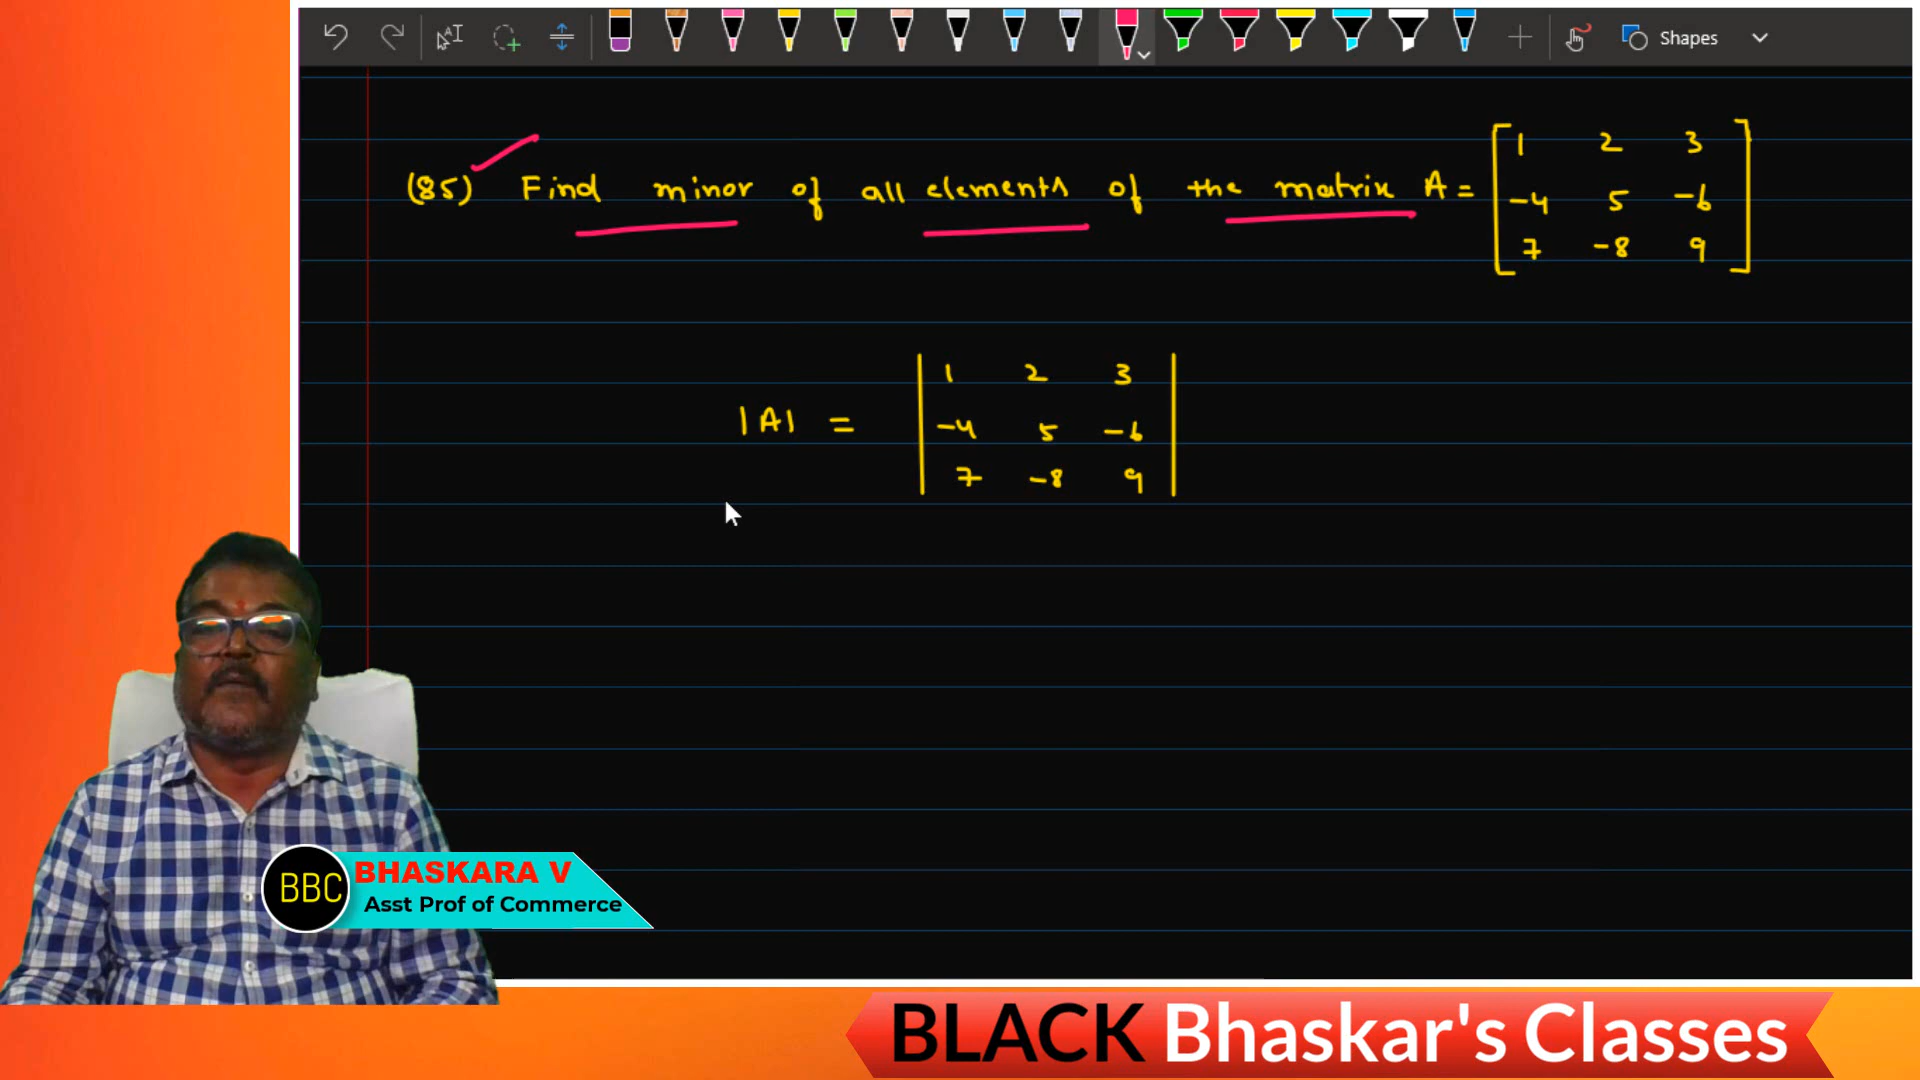 Shapes
(85) Find minor of all elements of the matrix A = [ 1 2 3
-4 5 -6
7 -8 9 ]
|A| = | 1 2 3
-4 5 -6
7 -8 9 |
BBC
BHASKARA V
Asst Prof of Commerce
BLACK Bhaskar's Classes